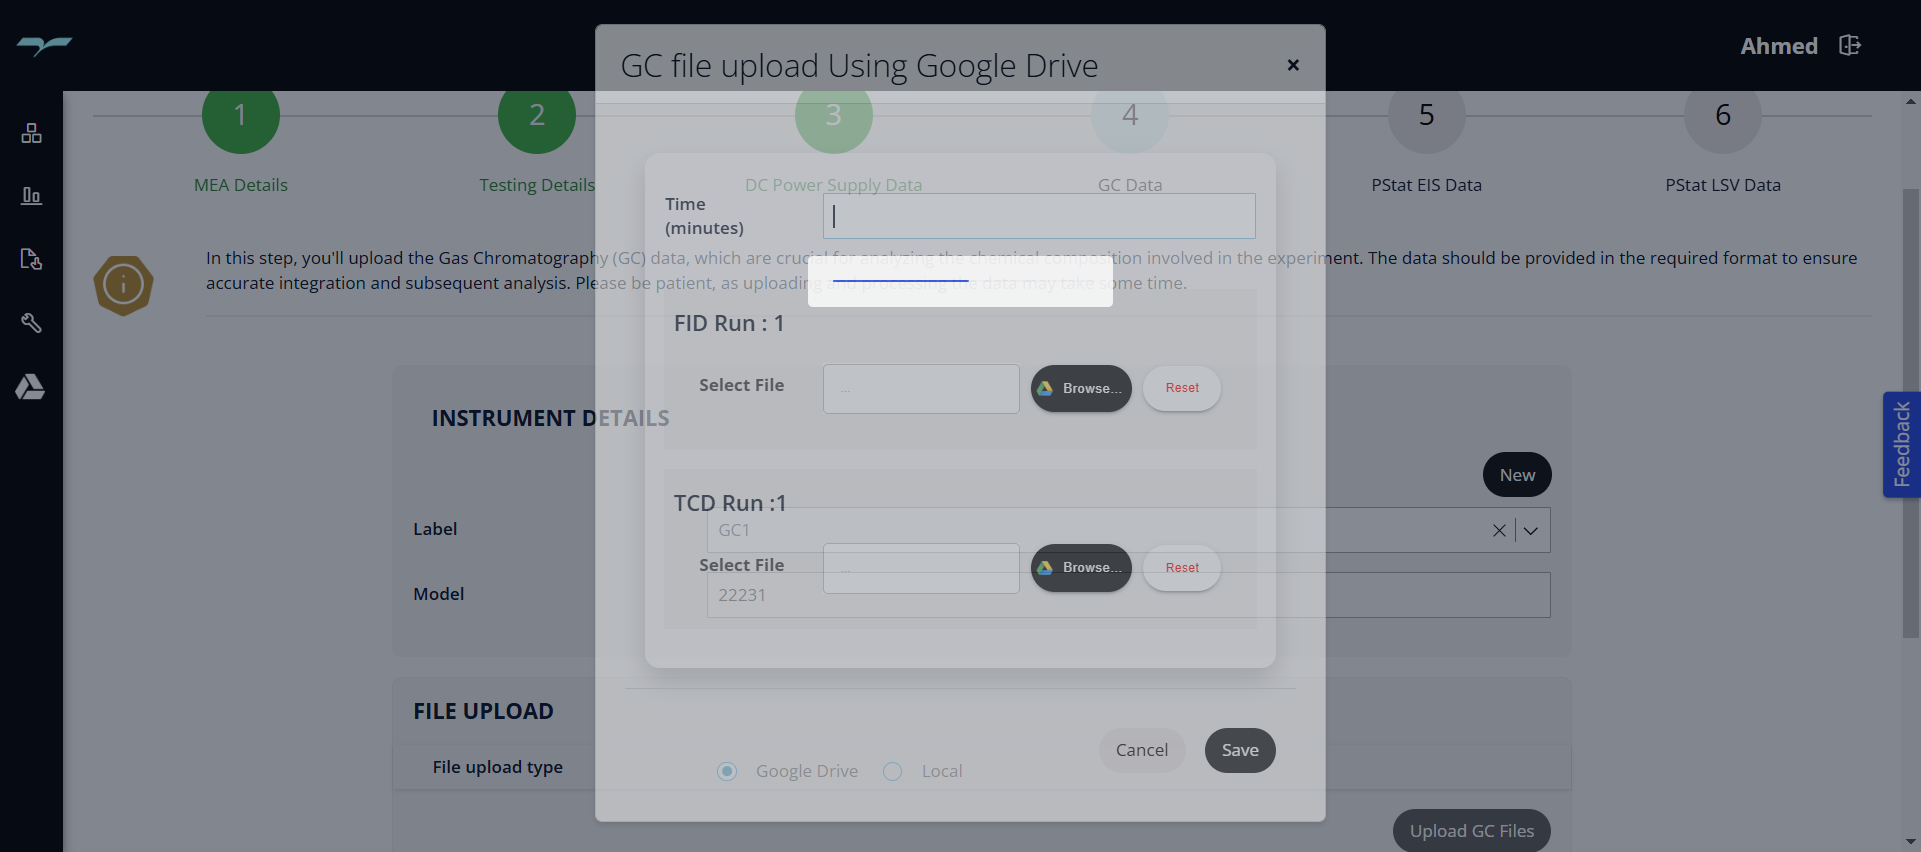 Ahmed
GC file upload Using Google Drive
×
1
2
3
4
5
6
MEA Details
Testing Details
DC Power Supply Data
GC Data
PStat EIS Data
PStat LSV Data
Time
(minutes)
In this step, you'll upload the Gas Chromatography (GC) data, which are crucial for analyzing the chemical composition involved in the experiment. The data should be provided in the required format to ensure
accurate integration and subsequent analysis. Please be patient, as uploading and processing the data may take some time.
FID Run : 1
Select File
...
Browse...
Reset
INSTRUMENT DETAILS
New
TCD Run :1
Label
GC1
Select File
...
Browse...
Reset
Model
22231
FILE UPLOAD
File upload type
Google Drive
Local
Cancel
Save
Upload GC Files
Feedback